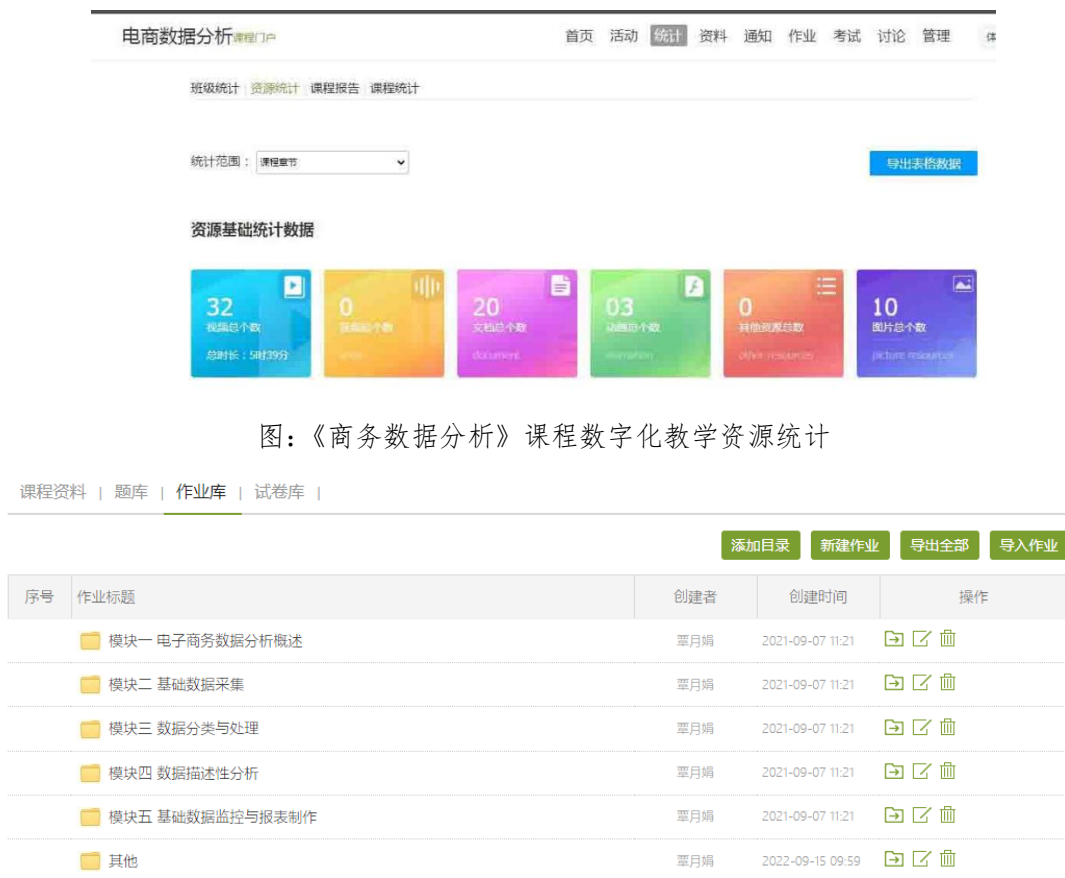 电商数据分析课程门户
首页 活动 统计 资料 通知 作业 考试 讨论 管理 体
班级统计 资源统计 课程报告 课程统计
统计范围: 课程章节
导出表格数据
资源基础统计数据
32 0 20 03 0 10
视频总个数 音频总个数 文档总个数 动画总个数 其他资源总数 图片总个数
总时长:5时39分 document animation other resources picture resources
图:《商务数据分析》课程数字化教学资源统计
课程资料 | 题库 | 作业库 | 试卷库 |
添加目录 新建作业 导出全部 导入作业
序号 作业标题 创建者 创建时间 操作
模块一 电子商务数据分析概述 覃月娟 2021-09-07 11:21
模块二 基础数据采集 覃月娟 2021-09-07 11:21
模块三 数据分类与处理 覃月娟 2021-09-07 11:21
模块四 数据描述性分析 覃月娟 2021-09-07 11:21
模块五 基础数据监控与报表制作 覃月娟 2021-09-07 11:21
其他 覃月娟 2022-09-15 09:59